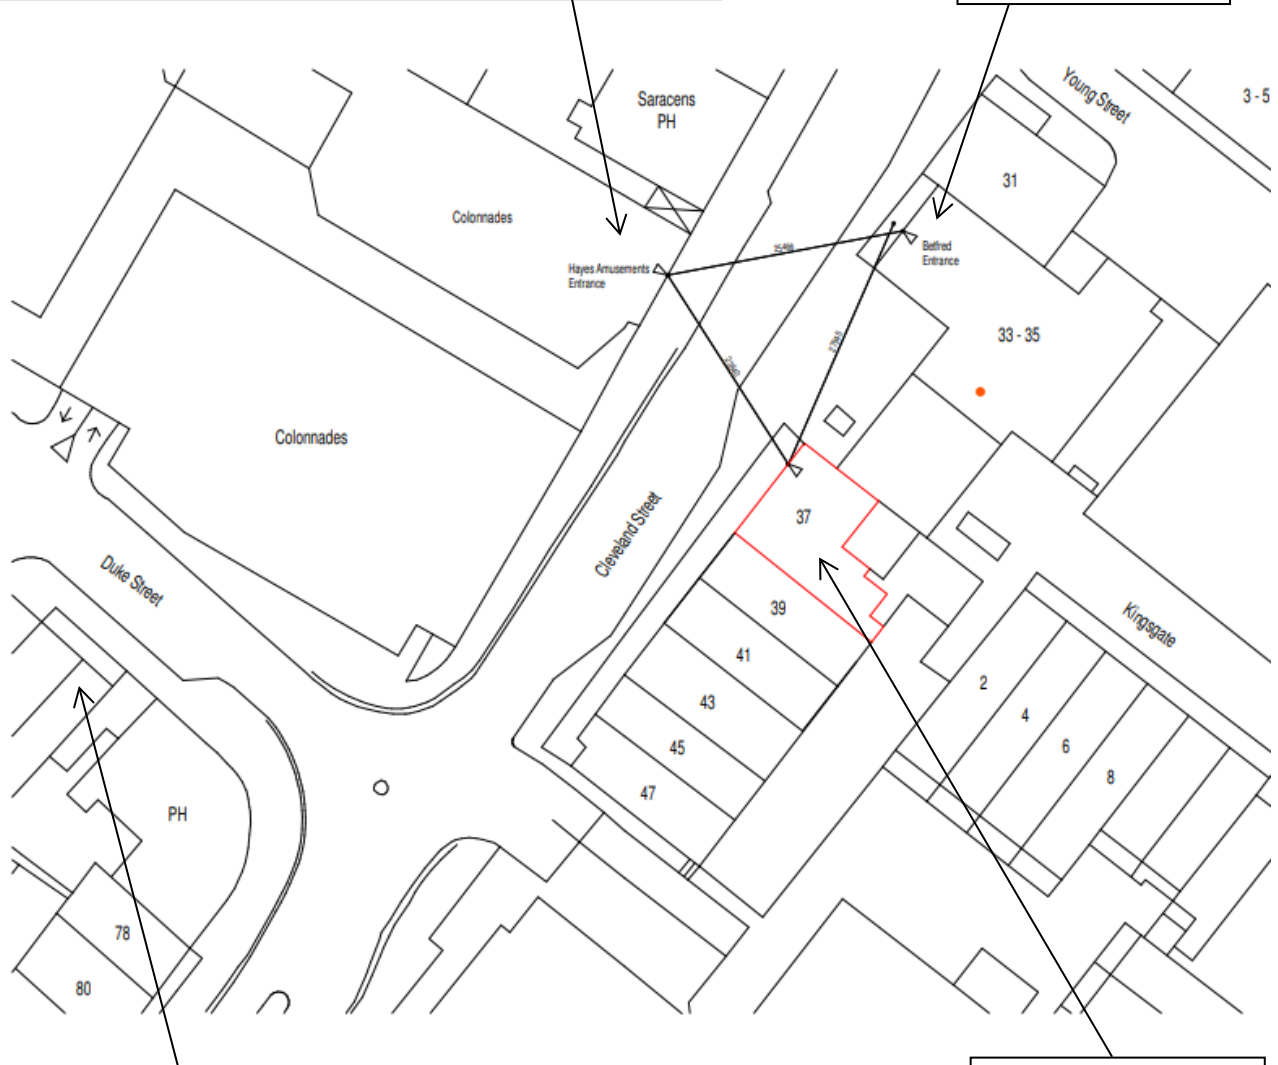 Young Street
3 - 5
Saracens
PH
31
Colonnades
Betfred
Entrance
Hayes Amusements
Entrance
33 - 35
Colonnades
37
Cleveland Street
Duke Street
39
Kingsgate
41
2
43
4
45
6
8
47
PH
78
80